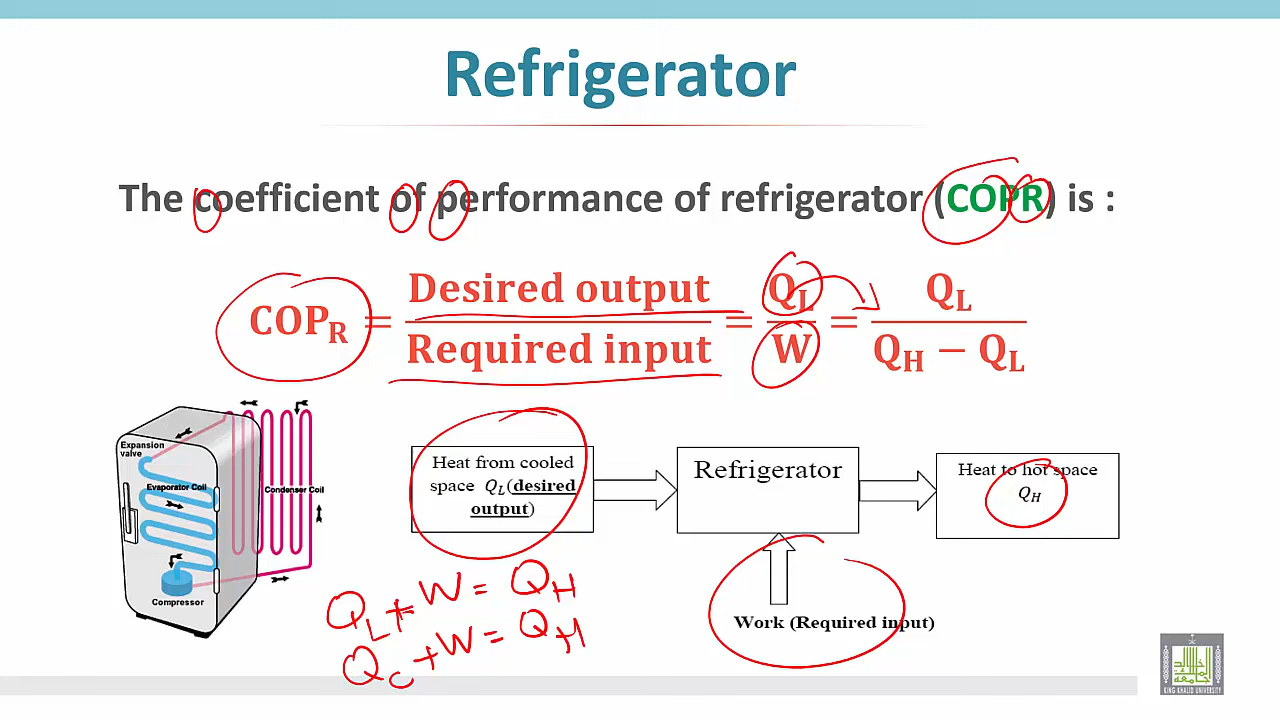 Refrigerator
The coefficient of performance of refrigerator (COPR) is :
COP_R = Desired output / Required input = Q_L / W = Q_L / (Q_H − Q_L)
Expansion
valve
Evaporator Coil
Condenser Coil
Compressor
Heat from cooled
space Q_L(desired
output)
Refrigerator
Heat to hot space
Q_H
Work (Required input)
Q_L + W = Q_H
Q_C + W = Q_H
KING KHALID UNIVERSITY